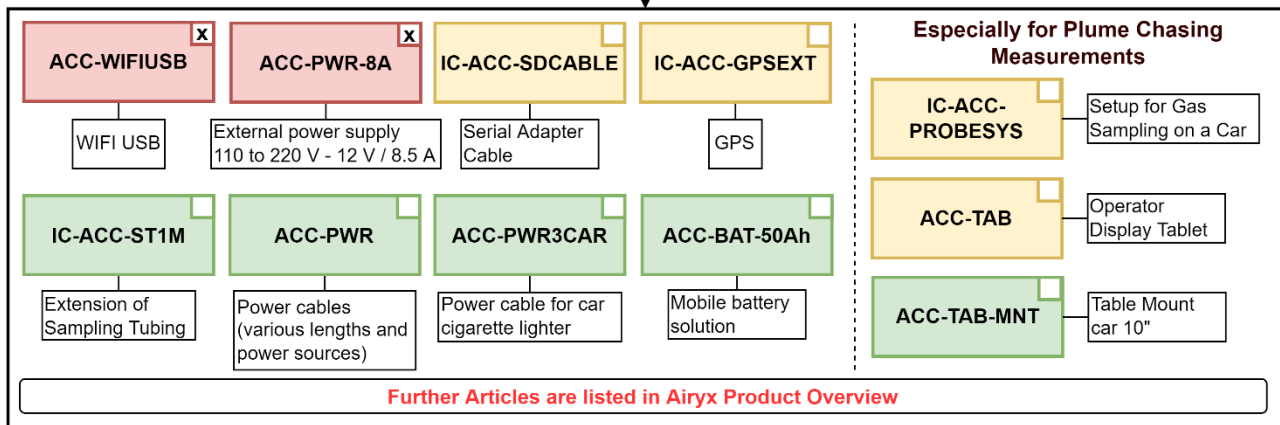 x
ACC-WIFIUSB
WIFI USB
x
ACC-PWR-8A
External power supply
110 to 220 V - 12 V / 8.5 A
IC-ACC-SDCABLE
Serial Adapter
Cable
IC-ACC-GPSEXT
GPS
IC-ACC-ST1M
Extension of
Sampling Tubing
ACC-PWR
Power cables
(various lengths and
power sources)
ACC-PWR3CAR
Power cable for car
cigarette lighter
ACC-BAT-50Ah
Mobile battery
solution
Especially for Plume Chasing
Measurements
IC-ACC-
PROBESYS
Setup for Gas
Sampling on a Car
ACC-TAB
Operator
Display Tablet
ACC-TAB-MNT
Table Mount
car 10"
Further Articles are listed in Airyx Product Overview